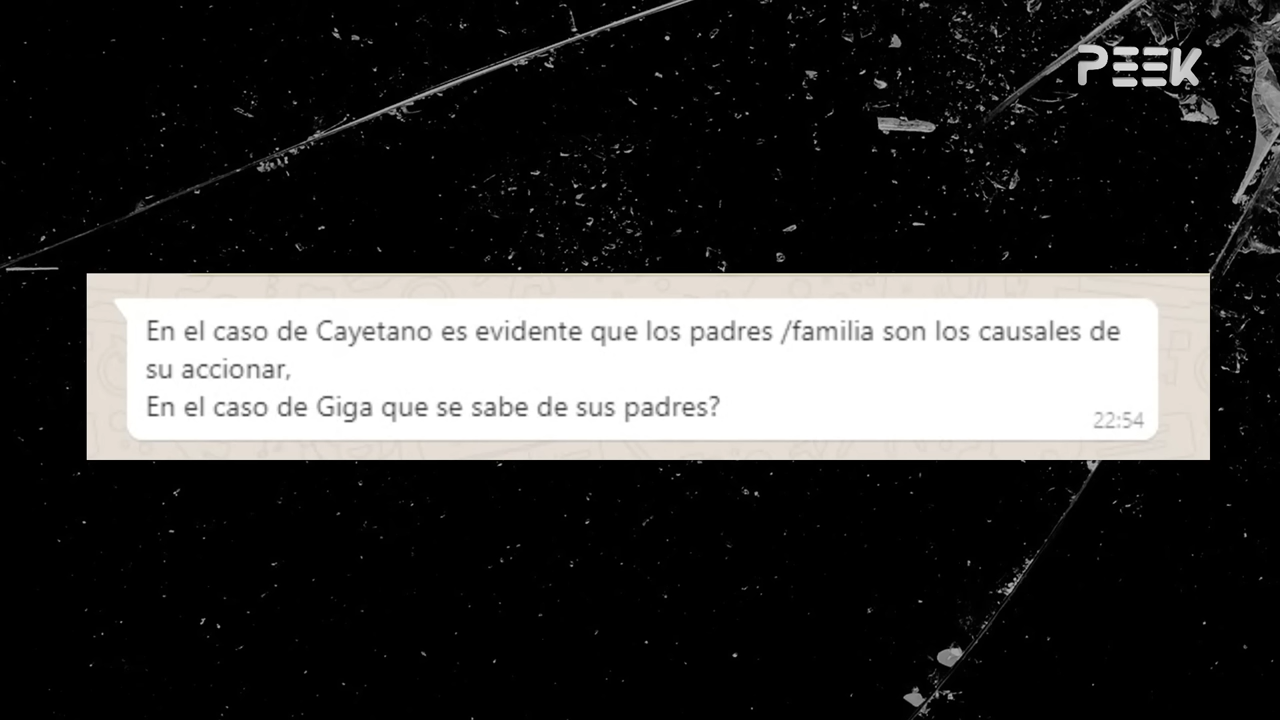 PEEK
En el caso de Cayetano es evidente que los padres /familia son los causales de
su accionar,
En el caso de Giga que se sabe de sus padres?
22:54